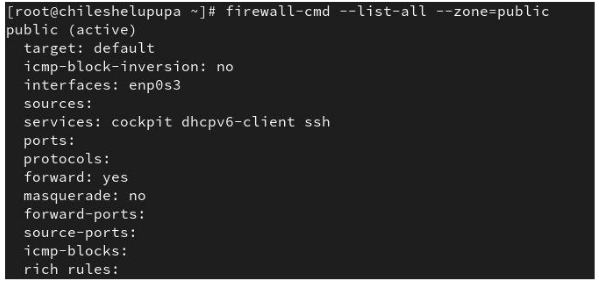 [root@chileshelupupa ~]# firewall-cmd --list-all --zone=public
public (active)
  target: default
  icmp-block-inversion: no
  interfaces: enp0s3
  sources:
  services: cockpit dhcpv6-client ssh
  ports:
  protocols:
  forward: yes
  masquerade: no
  forward-ports:
  source-ports:
  icmp-blocks:
  rich rules: